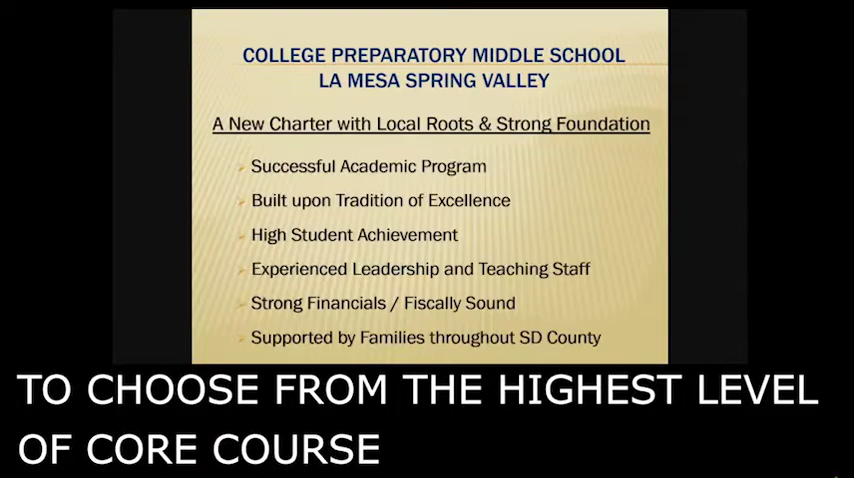 COLLEGE PREPARATORY MIDDLE SCHOOL
LA MESA SPRING VALLEY
A New Charter with Local Roots & Strong Foundation
Successful Academic Program
Built upon Tradition of Excellence
High Student Achievement
Experienced Leadership and Teaching Staff
Strong Financials / Fiscally Sound
Supported by Families throughout SD County
TO CHOOSE FROM THE HIGHEST LEVEL
OF CORE COURSE